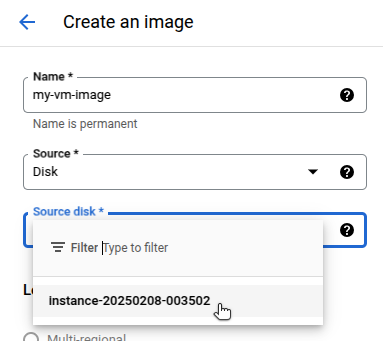 Create an image
Name *
my-vm-image
Name is permanent
Source *
Disk
Source disk *
Filter Type to filter
instance-20250208-003502
Multi-regional